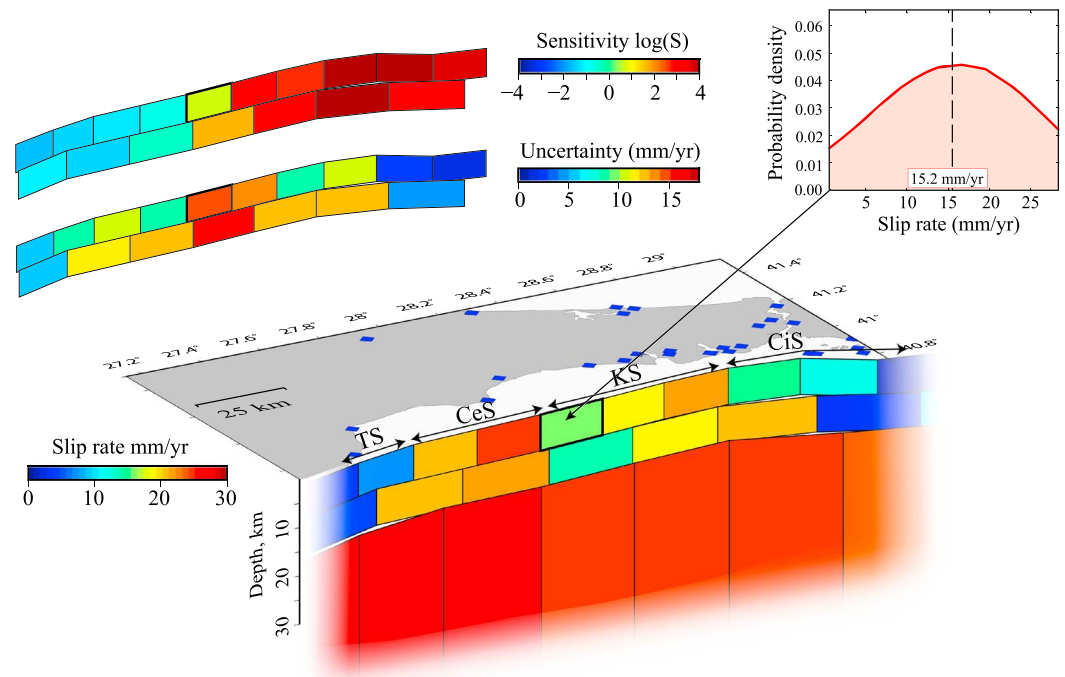 Sensitivity log(S)
−4 −2 0 2 4
Uncertainty (mm/yr)
0 5 10 15
Probability density
0.06
0.05
0.04
0.03
0.02
0.01
0.00
15.2 mm/yr
5 10 15 20 25
Slip rate (mm/yr)
27.2° 27.4° 27.6° 27.8° 28° 28.2° 28.4° 28.6° 28.8° 29°
41.4°
41.2°
41°
40.8°
25 km
TS CeS KS CiS
Slip rate mm/yr
0 10 20 30
Depth, km
10
20
30